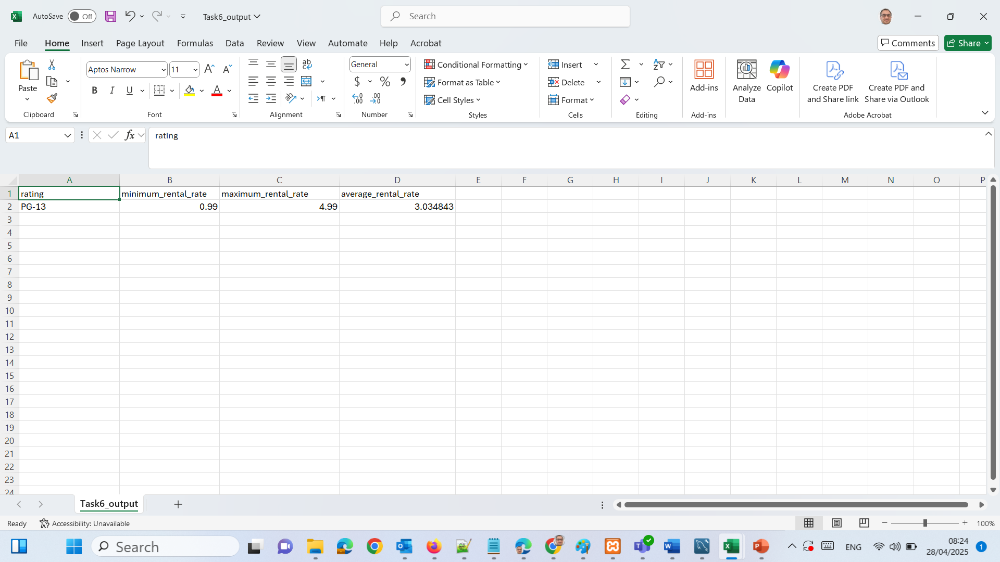 AutoSave Off Task6_output Search
File Home Insert Page Layout Formulas Data Review View Automate Help Acrobat Comments Share
Paste Aptos Narrow 11 ab General Conditional Formatting Insert
$ % Format as Table Delete Add-ins Analyze Data Copilot Create PDF and Share link Create PDF and Share via Outlook
B I U A Cell Styles Format
Clipboard Font Alignment Number Styles Cells Editing Add-ins Adobe Acrobat
A1 fx rating
A B C D E F G H I J K L M N O P
1 rating minimum_rental_rate maximum_rental_rate average_rental_rate
2 PG-13 0.99 4.99 3.034843
3
4
5
6
7
8
9
10
11
12
13
14
15
16
17
18
19
20
21
22
23
24
Task6_output
Ready Accessibility: Unavailable 100%
Search ENG 08:24
28/04/2025 1